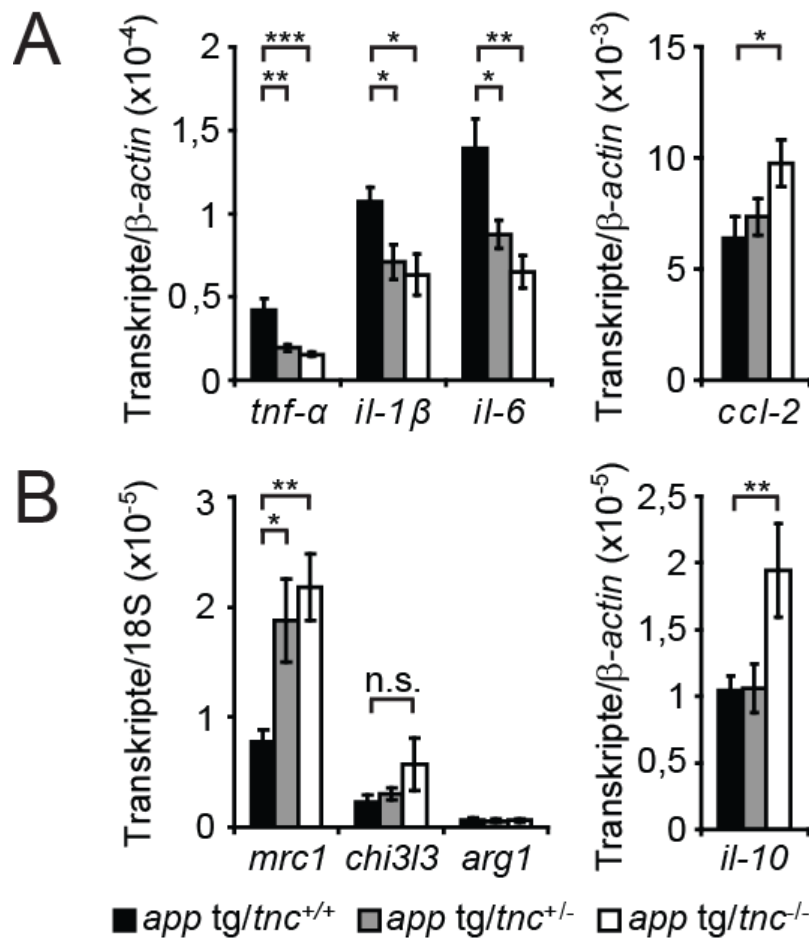 A
Transkripte/β-actin (x10⁻⁴)
2
1,5
1
0,5
0
***
**
*
*
**
*
tnf-α il-1β il-6
Transkripte/β-actin (x10⁻³)
15
10
5
0
*
ccl-2
B
Transkripte/18S (x10⁻⁵)
3
2
1
0
**
*
n.s.
mrc1 chi3l3 arg1
Transkripte/β-actin (x10⁻⁵)
2,5
2
1,5
1
0,5
0
**
il-10
app tg/tnc⁺/⁺ app tg/tnc⁺/⁻ app tg/tnc⁻/⁻